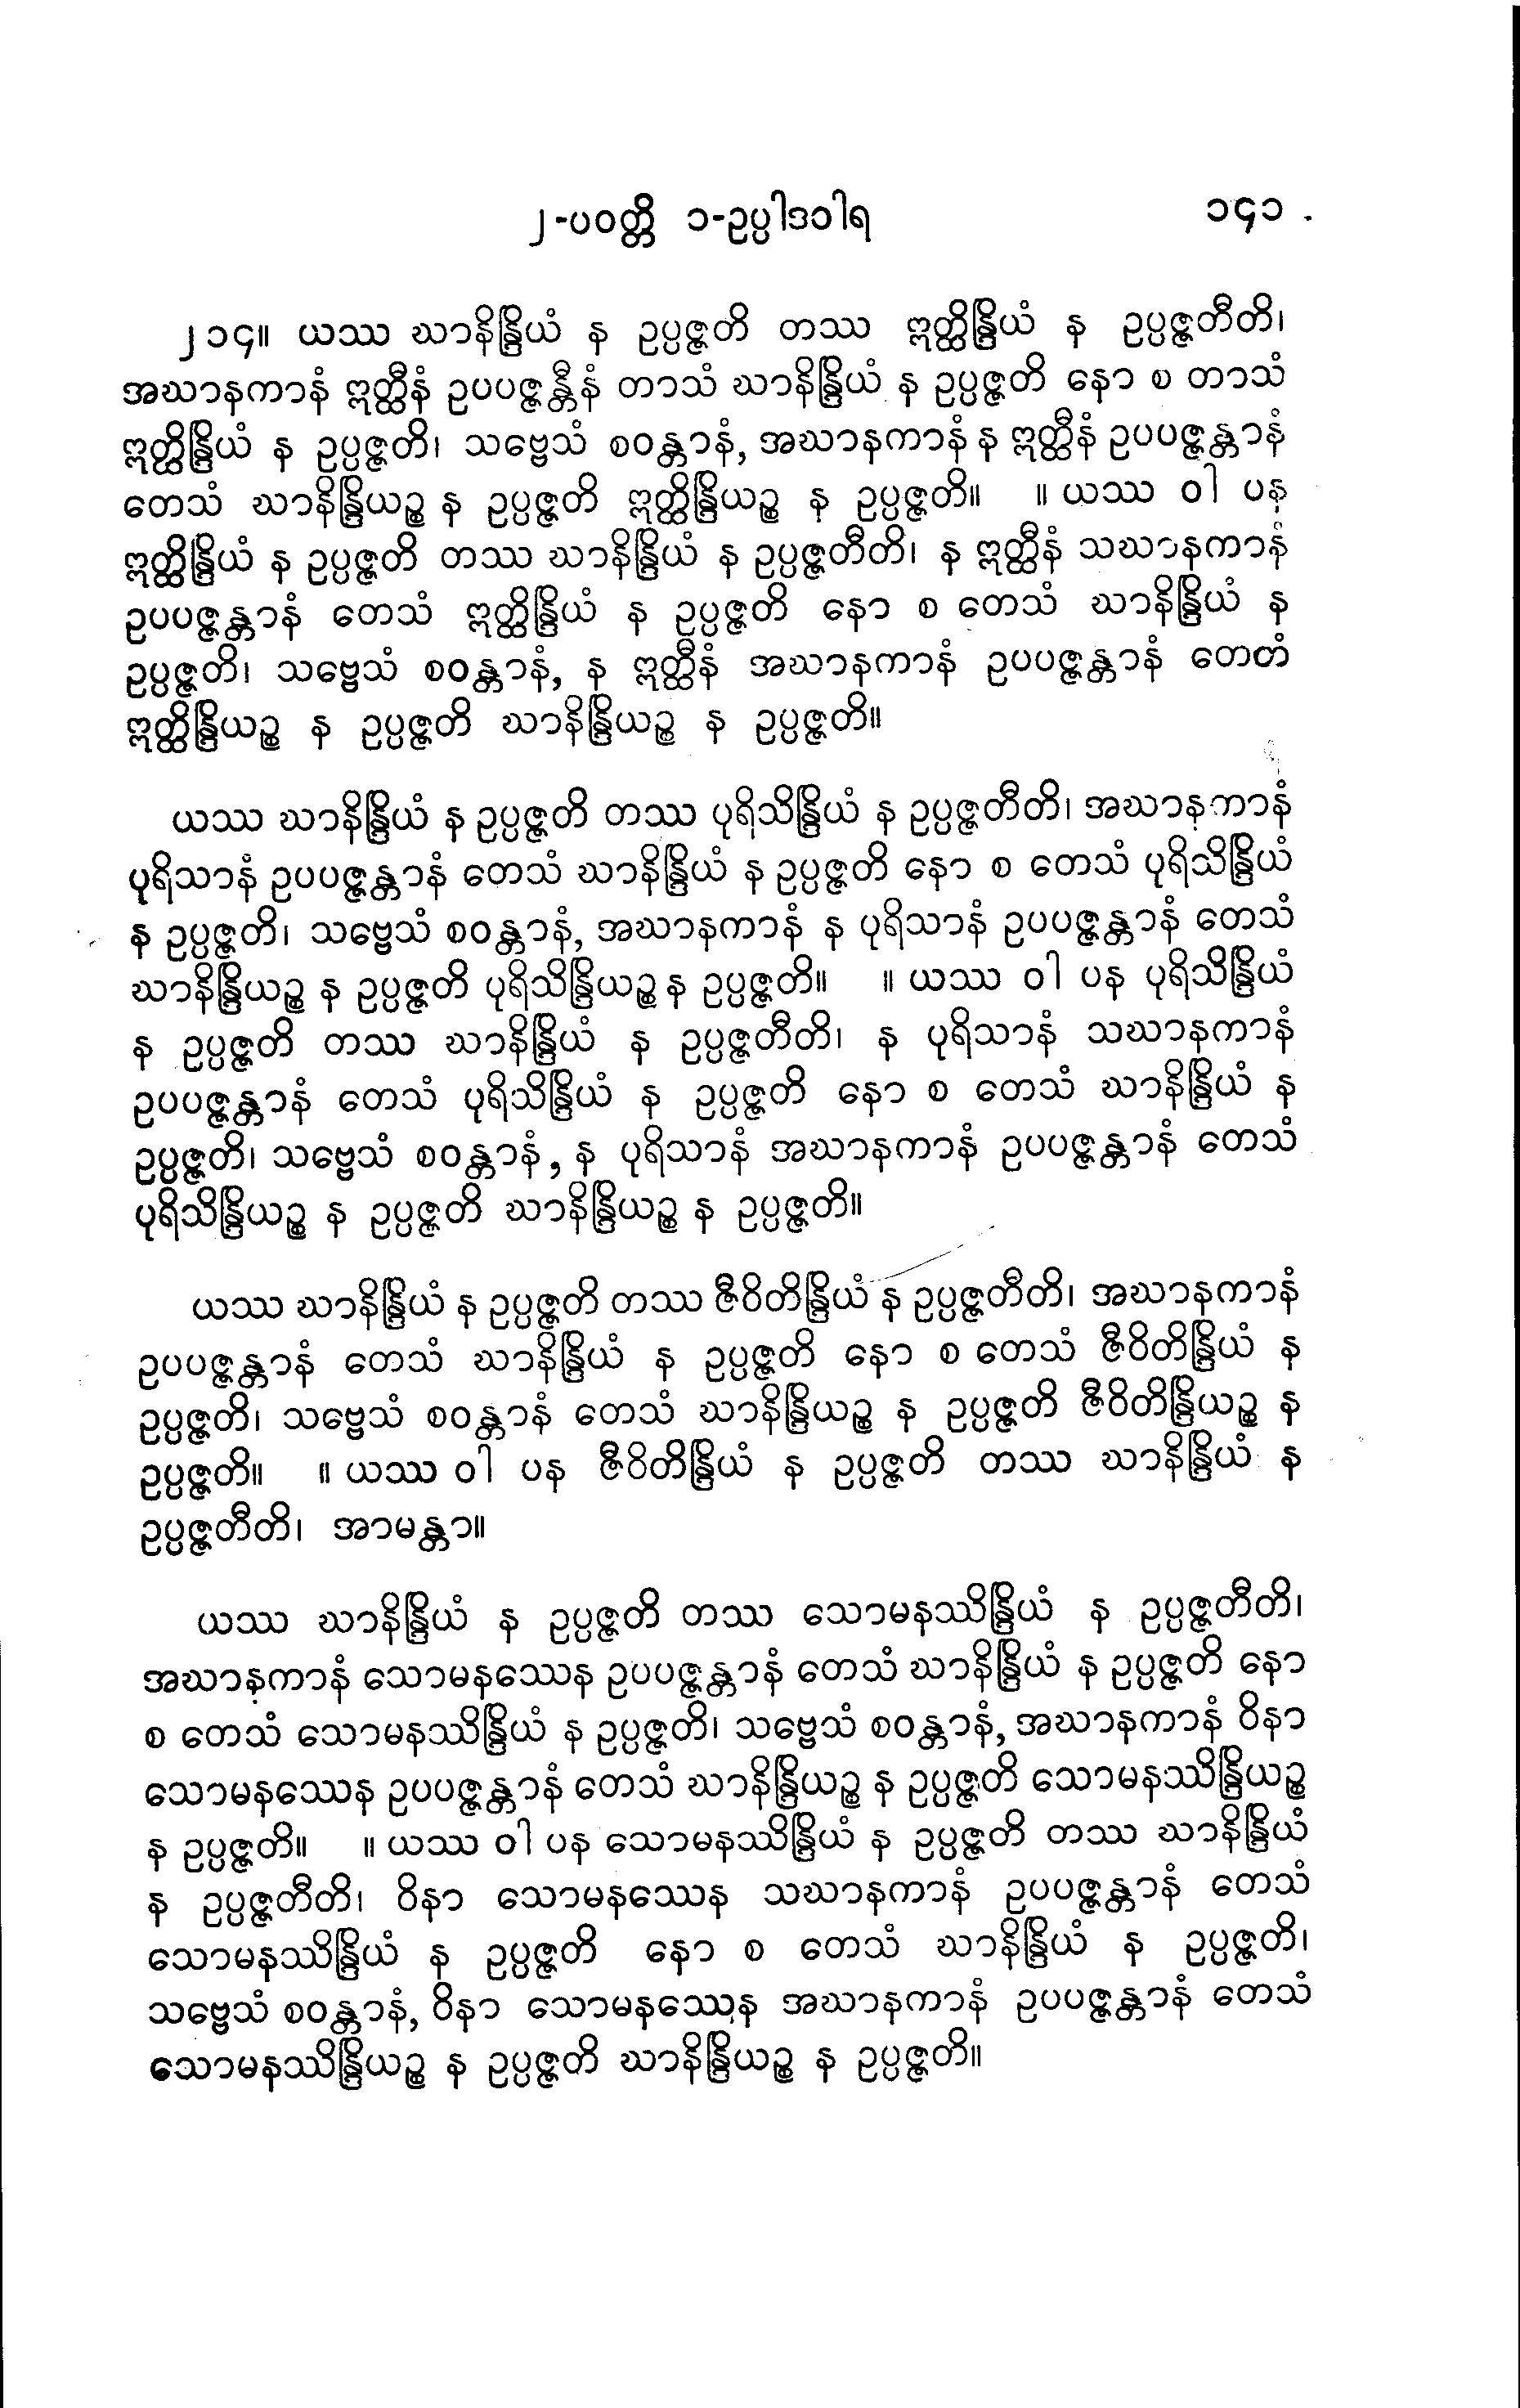 ၂-ပဝတ္တိ ၁-ဥပ္ပါဒဝါရ ၁၄၁
၂၁၄။ ယဿ ဃာနိန္ဒြိယံ န ဥပ္ပဇ္ဇတိ တဿ ဣတ္ထိန္ဒြိယံ န ဥပ္ပဇ္ဇတီတိ၊
အဃာနကာနံ ဣတ္ထီနံ ဥပပဇ္ဇန္တီနံ တာသံ ဃာနိန္ဒြိယံ န ဥပ္ပဇ္ဇတိ နော စ တာသံ
ဣတ္ထိန္ဒြိယံ န ဥပ္ပဇ္ဇတိ၊ သဗ္ဗေသံ စဝန္တာနံ, အဃာနကာနံ န ဣတ္ထီနံ ဥပပဇ္ဇန္တာနံ
တေသံ ဃာနိန္ဒြိယဉ္စ န ဥပ္ပဇ္ဇတိ ဣတ္ထိန္ဒြိယဉ္စ န ဥပ္ပဇ္ဇတိ။ ။ ယဿ ဝါ ပန
ဣတ္ထိန္ဒြိယံ န ဥပ္ပဇ္ဇတိ တဿ ဃာနိန္ဒြိယံ န ဥပ္ပဇ္ဇတီတိ၊ န ဣတ္ထီနံ သဃာနကာနံ
ဥပပဇ္ဇန္တာနံ တေသံ ဣတ္ထိန္ဒြိယံ န ဥပ္ပဇ္ဇတိ နော စ တေသံ ဃာနိန္ဒြိယံ န
ဥပ္ပဇ္ဇတိ၊ သဗ္ဗေသံ စဝန္တာနံ, န ဣတ္ထီနံ အဃာနကာနံ ဥပပဇ္ဇန္တာနံ တေတံ
ဣတ္ထိန္ဒြိယဉ္စ န ဥပ္ပဇ္ဇတိ ဃာနိန္ဒြိယဉ္စ န ဥပ္ပဇ္ဇတိ။
ယဿ ဃာနိန္ဒြိယံ န ဥပ္ပဇ္ဇတိ တဿ ပုရိသိန္ဒြိယံ န ဥပ္ပဇ္ဇတီတိ၊ အဃာနကာနံ
ပုရိသာနံ ဥပပဇ္ဇန္တာနံ တေသံ ဃာနိန္ဒြိယံ န ဥပ္ပဇ္ဇတိ နော စ တေသံ ပုရိသိန္ဒြိယံ
န ဥပ္ပဇ္ဇတိ၊ သဗ္ဗေသံ စဝန္တာနံ, အဃာနကာနံ န ပုရိသာနံ ဥပပဇ္ဇန္တာနံ တေသံ
ဃာနိန္ဒြိယဉ္စ န ဥပ္ပဇ္ဇတိ ပုရိသိန္ဒြိယဉ္စ န ဥပ္ပဇ္ဇတိ။ ။ ယဿ ဝါ ပန ပုရိသိန္ဒြိယံ
န ဥပ္ပဇ္ဇတိ တဿ ဃာနိန္ဒြိယံ န ဥပ္ပဇ္ဇတီတိ၊ န ပုရိသာနံ သဃာနကာနံ
ဥပပဇ္ဇန္တာနံ တေသံ ပုရိသိန္ဒြိယံ န ဥပ္ပဇ္ဇတိ နော စ တေသံ ဃာနိန္ဒြိယံ န
ဥပ္ပဇ္ဇတိ၊ သဗ္ဗေသံ စဝန္တာနံ, န ပုရိသာနံ အဃာနကာနံ ဥပပဇ္ဇန္တာနံ တေသံ
ပုရိသိန္ဒြိယဉ္စ န ဥပ္ပဇ္ဇတိ ဃာနိန္ဒြိယဉ္စ န ဥပ္ပဇ္ဇတိ။
ယဿ ဃာနိန္ဒြိယံ န ဥပ္ပဇ္ဇတိ တဿ ဇီဝိတိန္ဒြိယံ န ဥပ္ပဇ္ဇတီတိ၊ အဃာနကာနံ
ဥပပဇ္ဇန္တာနံ တေသံ ဃာနိန္ဒြိယံ န ဥပ္ပဇ္ဇတိ နော စ တေသံ ဇီဝိတိန္ဒြိယံ န
ဥပ္ပဇ္ဇတိ၊ သဗ္ဗေသံ စဝန္တာနံ တေသံ ဃာနိန္ဒြိယဉ္စ န ဥပ္ပဇ္ဇတိ ဇီဝိတိန္ဒြိယဉ္စ န
ဥပ္ပဇ္ဇတိ။ ။ ယဿ ဝါ ပန ဇီဝိတိန္ဒြိယံ န ဥပ္ပဇ္ဇတိ တဿ ဃာနိန္ဒြိယံ န
ဥပ္ပဇ္ဇတီတိ၊ အာမန္တာ။
ယဿ ဃာနိန္ဒြိယံ န ဥပ္ပဇ္ဇတိ တဿ သောမနဿိန္ဒြိယံ န ဥပ္ပဇ္ဇတီတိ၊
အဃာနကာနံ သောမနဿေန ဥပပဇ္ဇန္တာနံ တေသံ ဃာနိန္ဒြိယံ န ဥပ္ပဇ္ဇတိ နော
စ တေသံ သောမနဿိန္ဒြိယံ န ဥပ္ပဇ္ဇတိ၊ သဗ္ဗေသံ စဝန္တာနံ, အဃာနကာနံ ဝိနာ
သောမနဿေန ဥပပဇ္ဇန္တာနံ တေသံ ဃာနိန္ဒြိယဉ္စ န ဥပ္ပဇ္ဇတိ သောမနဿိန္ဒြိယဉ္စ
န ဥပ္ပဇ္ဇတိ။ ။ ယဿ ဝါ ပန သောမနဿိန္ဒြိယံ န ဥပ္ပဇ္ဇတိ တဿ ဃာနိန္ဒြိယံ
န ဥပ္ပဇ္ဇတီတိ၊ ဝိနာ သောမနဿေန သဃာနကာနံ ဥပပဇ္ဇန္တာနံ တေသံ
သောမနဿိန္ဒြိယံ န ဥပ္ပဇ္ဇတိ နော စ တေသံ ဃာနိန္ဒြိယံ န ဥပ္ပဇ္ဇတိ၊
သဗ္ဗေသံ စဝန္တာနံ, ဝိနာ သောမနဿေန အဃာနကာနံ ဥပပဇ္ဇန္တာနံ တေသံ
သောမနဿိန္ဒြိယဉ္စ န ဥပ္ပဇ္ဇတိ ဃာနိန္ဒြိယဉ္စ န ဥပ္ပဇ္ဇတိ။